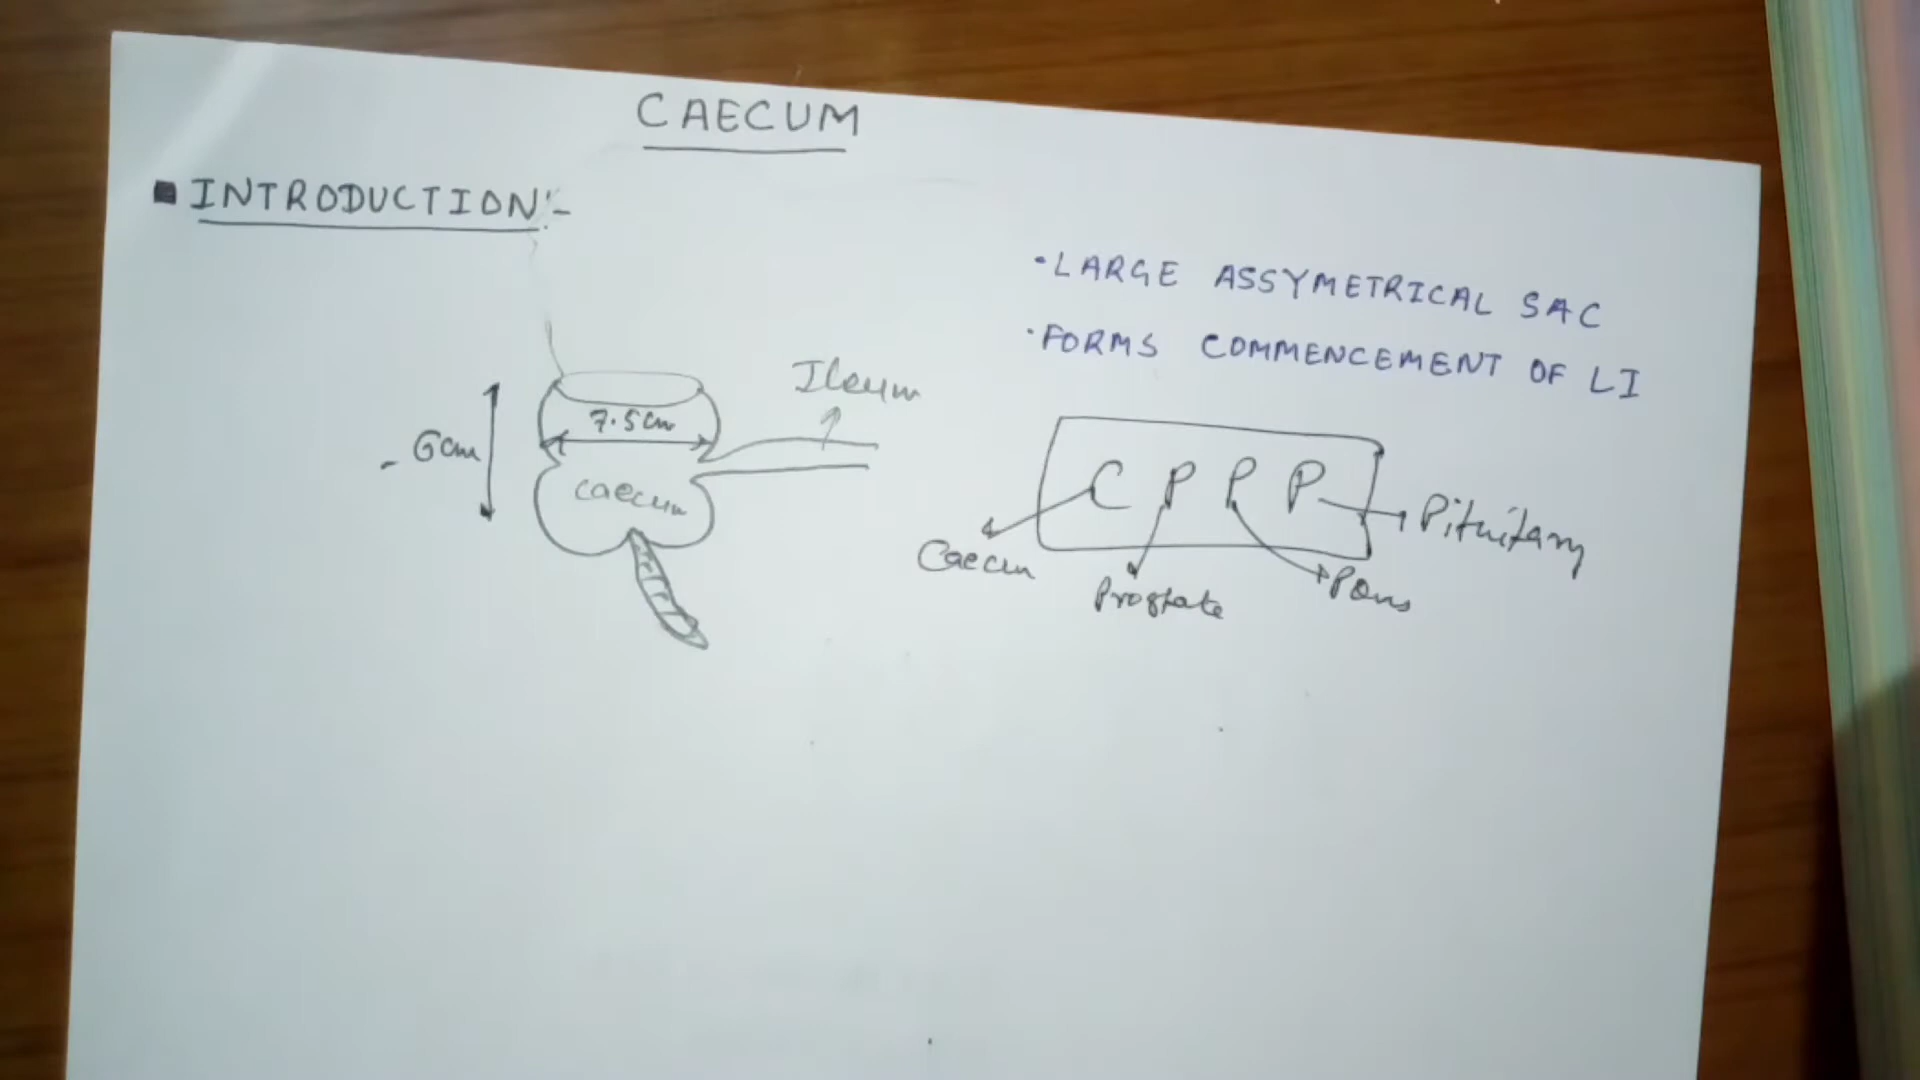 CAECUM
INTRODUCTION:-
• LARGE ASSYMETRICAL SAC
• FORMS COMMENCEMENT OF LI
Ileum
7.5cm
- 6cm
caecum
C P P P
Pituitary
Caecum
Prostate
Pons